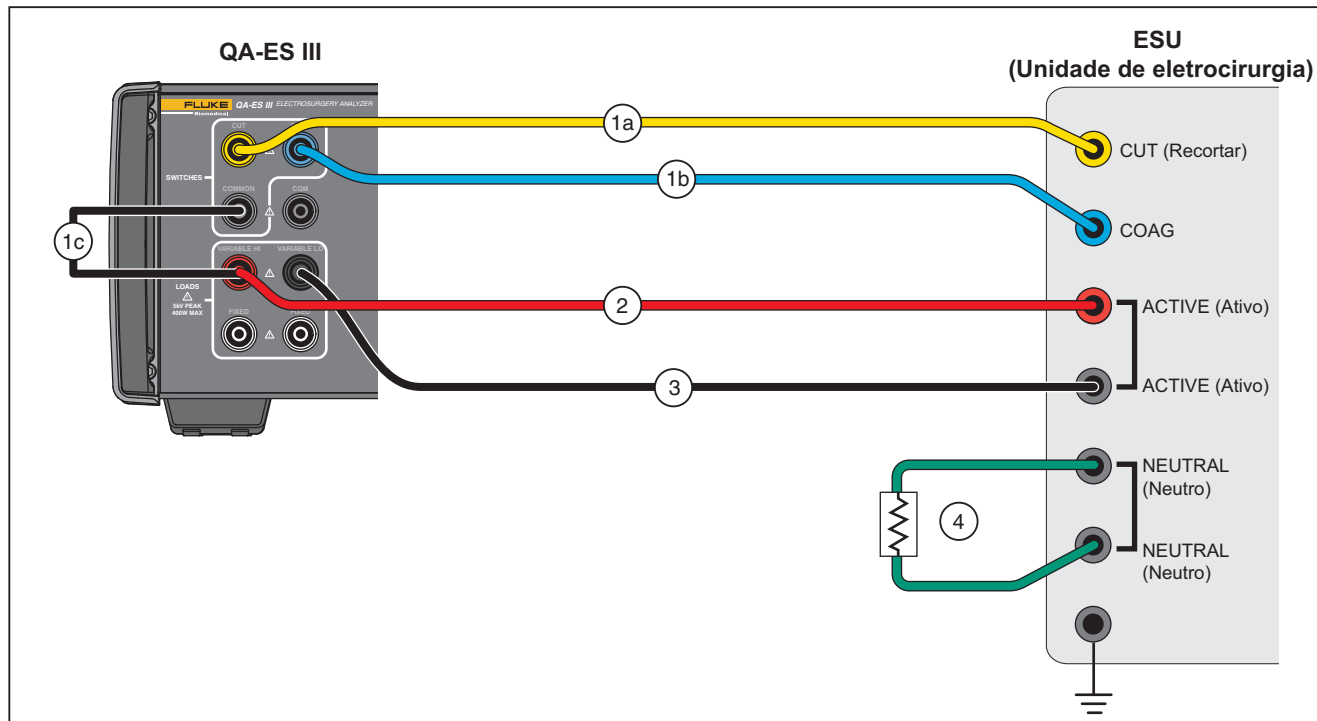 QA-ES III
ESU
(Unidade de eletrocirurgia)
FLUKE
Biomedical
QA-ES III ELECTROSURGERY ANALYZER
CUT
SWITCHES
COMMON
CQM
VARIABLE HI
VARIABLE LO
LOADS
5kV PEAK
400W MAX
FIXED
FIXED
1a
1b
1c
2
3
4
CUT (Recortar)
COAG
ACTIVE (Ativo)
ACTIVE (Ativo)
NEUTRAL
(Neutro)
NEUTRAL
(Neutro)